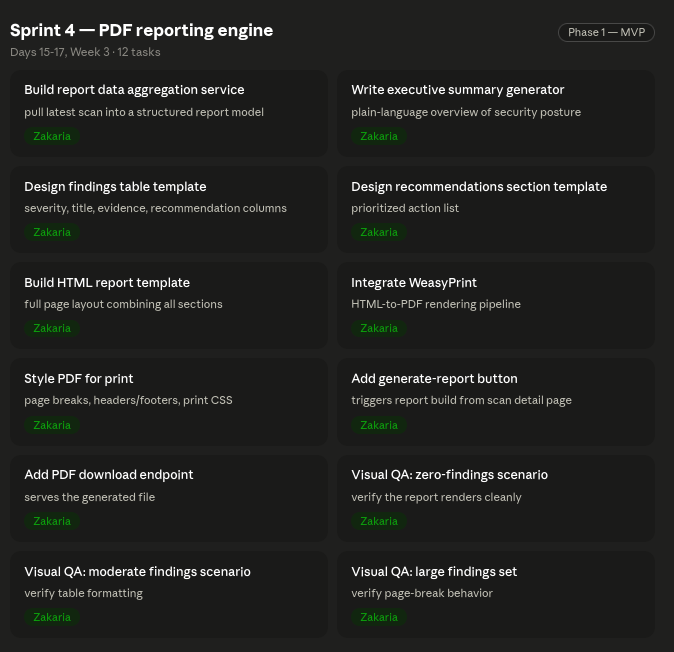 Sprint 4 — PDF reporting engine
Phase 1 — MVP
Days 15-17, Week 3 · 12 tasks
Build report data aggregation service
pull latest scan into a structured report model
Zakaria
Write executive summary generator
plain-language overview of security posture
Zakaria
Design findings table template
severity, title, evidence, recommendation columns
Zakaria
Design recommendations section template
prioritized action list
Zakaria
Build HTML report template
full page layout combining all sections
Zakaria
Integrate WeasyPrint
HTML-to-PDF rendering pipeline
Zakaria
Style PDF for print
page breaks, headers/footers, print CSS
Zakaria
Add generate-report button
triggers report build from scan detail page
Zakaria
Add PDF download endpoint
serves the generated file
Zakaria
Visual QA: zero-findings scenario
verify the report renders cleanly
Zakaria
Visual QA: moderate findings scenario
verify table formatting
Zakaria
Visual QA: large findings set
verify page-break behavior
Zakaria